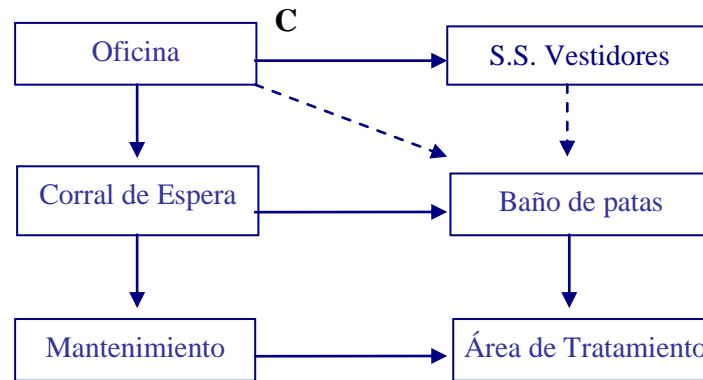 C
Oficina
S.S. Vestidores
Corral de Espera
Baño de patas
Mantenimiento
Área de Tratamiento